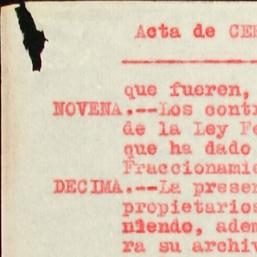 Acta de CE
que fueren,
NOVENA.--Los cont
de la Ley Fe
que ha dado
Fraccionamie
DECIMA.--La presen
propietarios
niendo, adem
ra su archiv